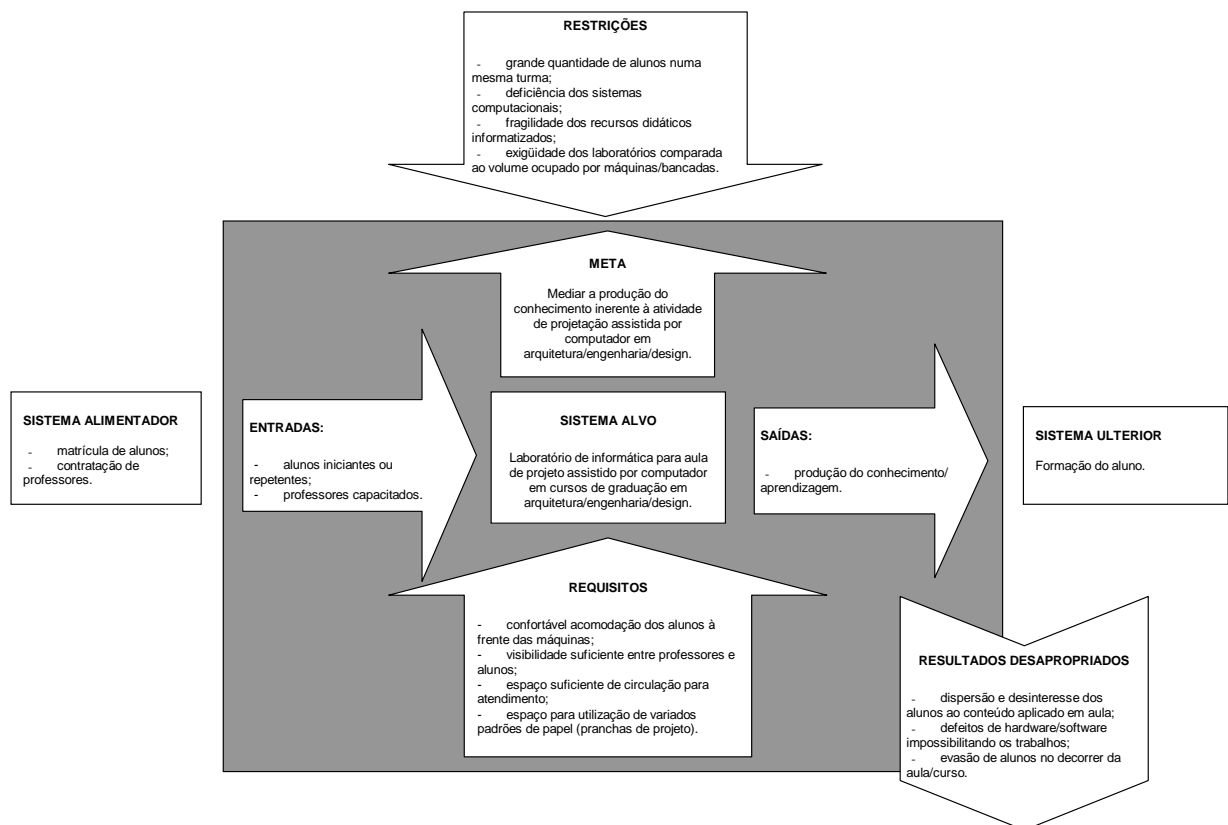 RESTRIÇÕES
- grande quantidade de alunos numa
mesma turma;
- deficiência dos sistemas
computacionais;
- fragilidade dos recursos didáticos
informatizados;
- exigüidade dos laboratórios comparada
ao volume ocupado por máquinas/bancadas.
META
Mediar a produção do
conhecimento inerente à atividade
de projetação assistida por
computador em
arquitetura/engenharia/design.
SISTEMA ALIMENTADOR
- matrícula de alunos;
- contratação de
professores.
ENTRADAS:
- alunos iniciantes ou
repetentes;
- professores capacitados.
SISTEMA ALVO
Laboratório de informática para aula
de projeto assistido por computador
em cursos de graduação em
arquitetura/engenharia/design.
SAÍDAS:
- produção do conhecimento/
aprendizagem.
SISTEMA ULTERIOR
Formação do aluno.
REQUISITOS
- confortável acomodação dos alunos à
frente das máquinas;
- visibilidade suficiente entre professores e
alunos;
- espaço suficiente de circulação para
atendimento;
- espaço para utilização de variados
padrões de papel (pranchas de projeto).
RESULTADOS DESAPROPRIADOS
- dispersão e desinteresse dos
alunos ao conteúdo aplicado em aula;
- defeitos de hardware/software
impossibilitando os trabalhos;
- evasão de alunos no decorrer da
aula/curso.